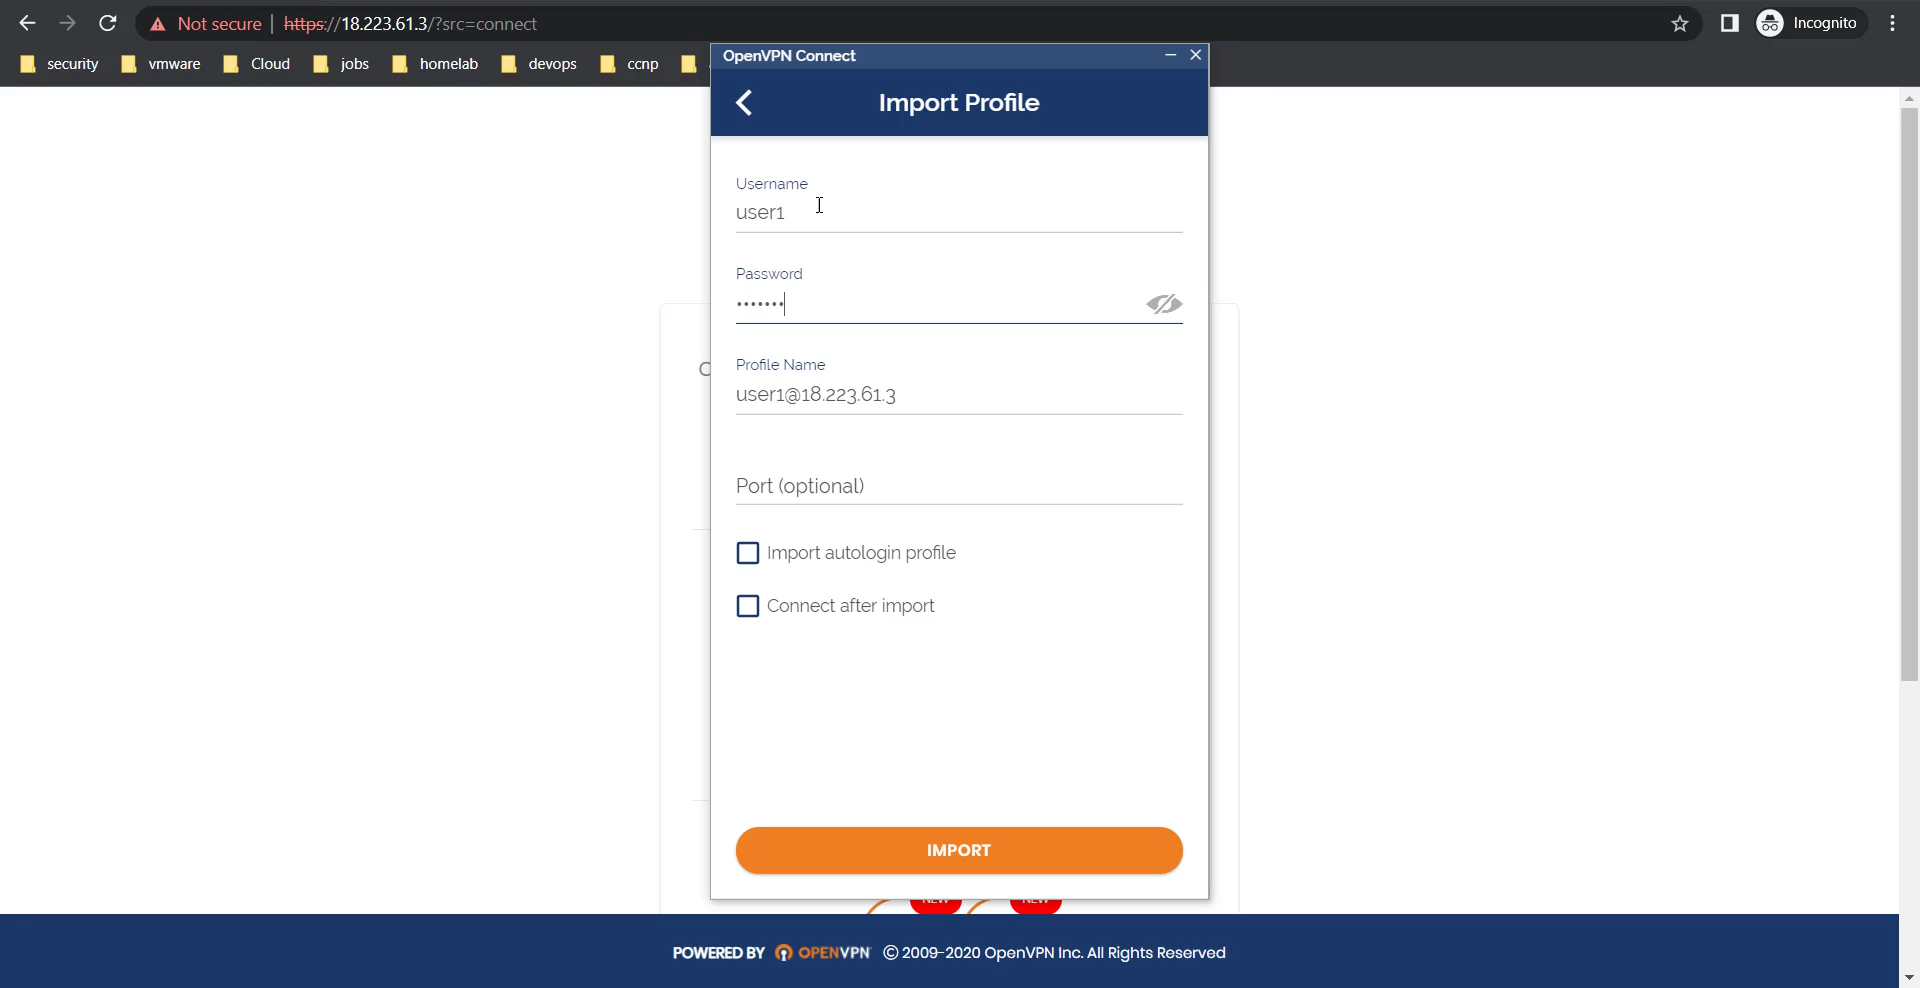 Not secure | https://18.223.61.3/?src=connect
Incognito
security vmware Cloud jobs homelab devops ccnp
OpenVPN Connect
Import Profile
Username
user1
Password
•••••••
Profile Name
user1@18.223.61.3
Port (optional)
Import autologin profile
Connect after import
IMPORT
NEW NEW
POWERED BY OPENVPN © 2009-2020 OpenVPN Inc. All Rights Reserved